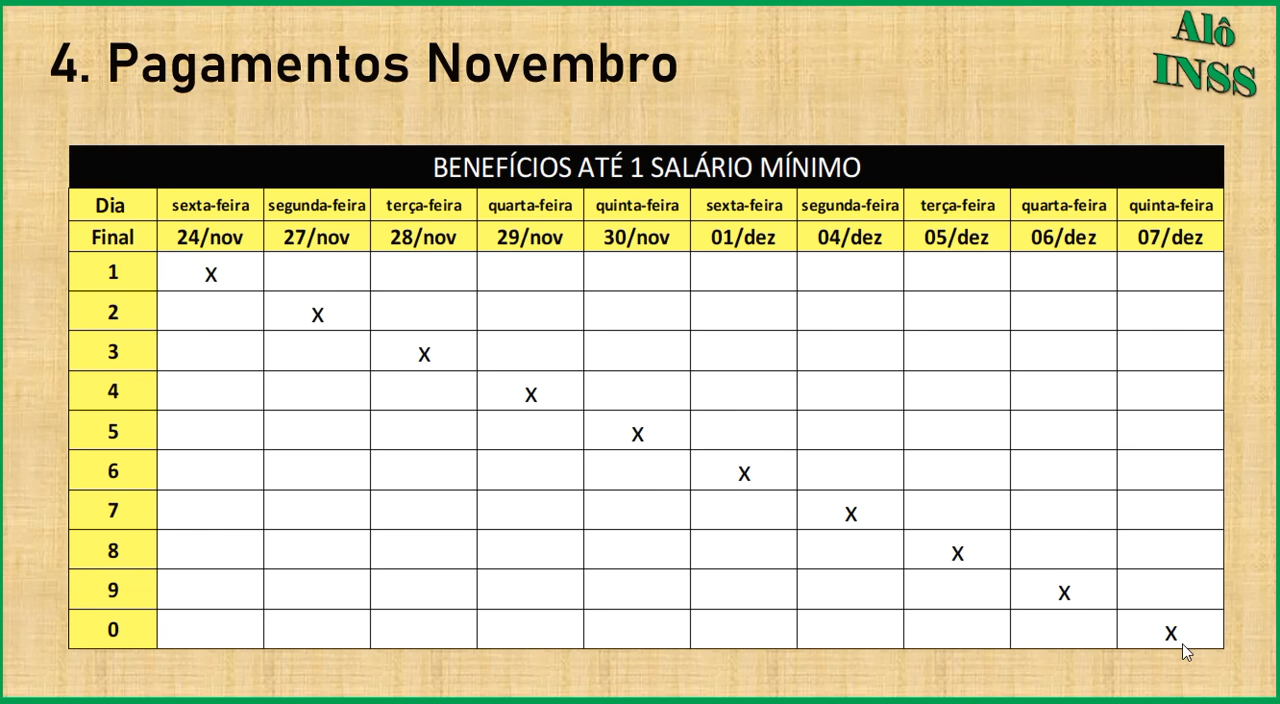 4. Pagamentos Novembro
Alô
INSS
BENEFÍCIOS ATÉ 1 SALÁRIO MÍNIMO
Dia sexta-feira segunda-feira terça-feira quarta-feira quinta-feira sexta-feira segunda-feira terça-feira quarta-feira quinta-feira
Final 24/nov 27/nov 28/nov 29/nov 30/nov 01/dez 04/dez 05/dez 06/dez 07/dez
1 x
2 x
3 x
4 x
5 x
6 x
7 x
8 x
9 x
0 x